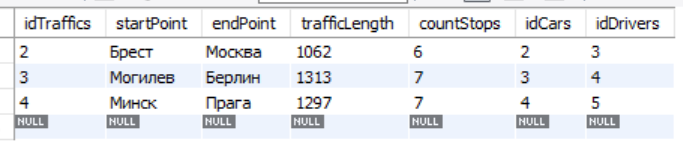 idTraffics startPoint endPoint trafficLength countStops idCars idDrivers
2 Брест Москва 1062 6 2 3
3 Могилев Берлин 1313 7 3 4
4 Минск Прага 1297 7 4 5
NULL NULL NULL NULL NULL NULL NULL